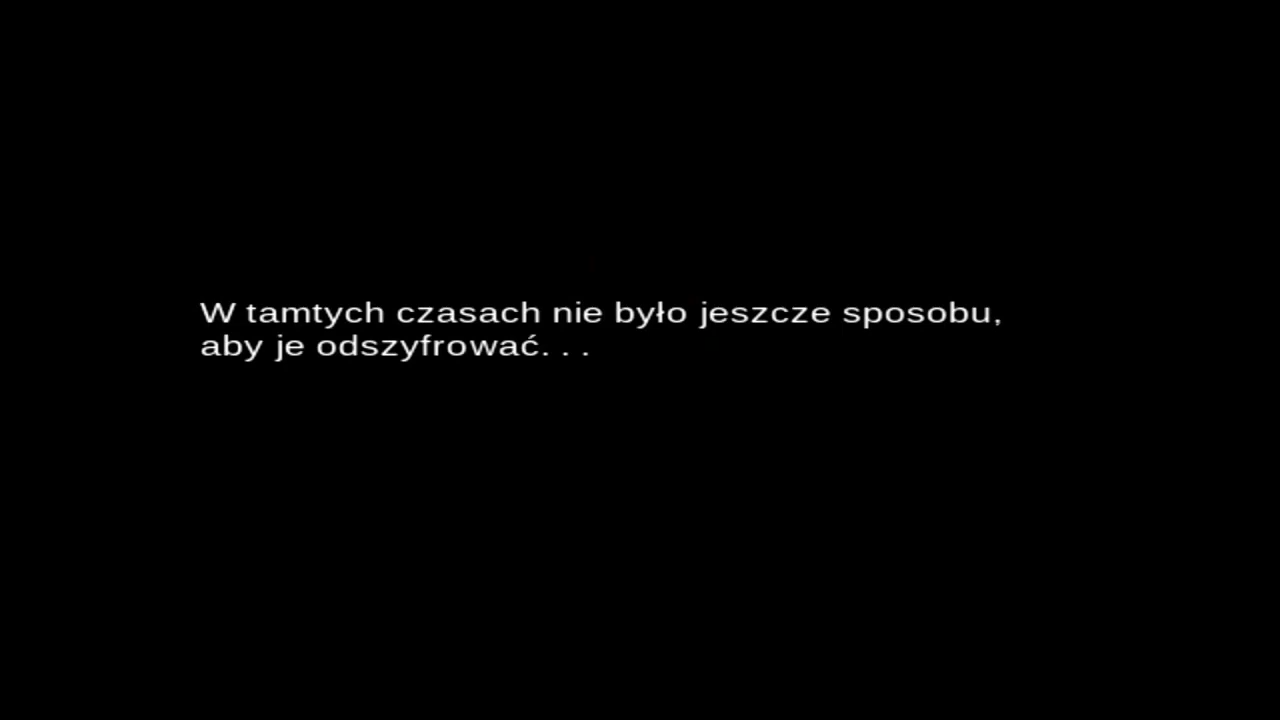 W tamtych czasach nie było jeszcze sposobu,
aby je odszyfrować. . .